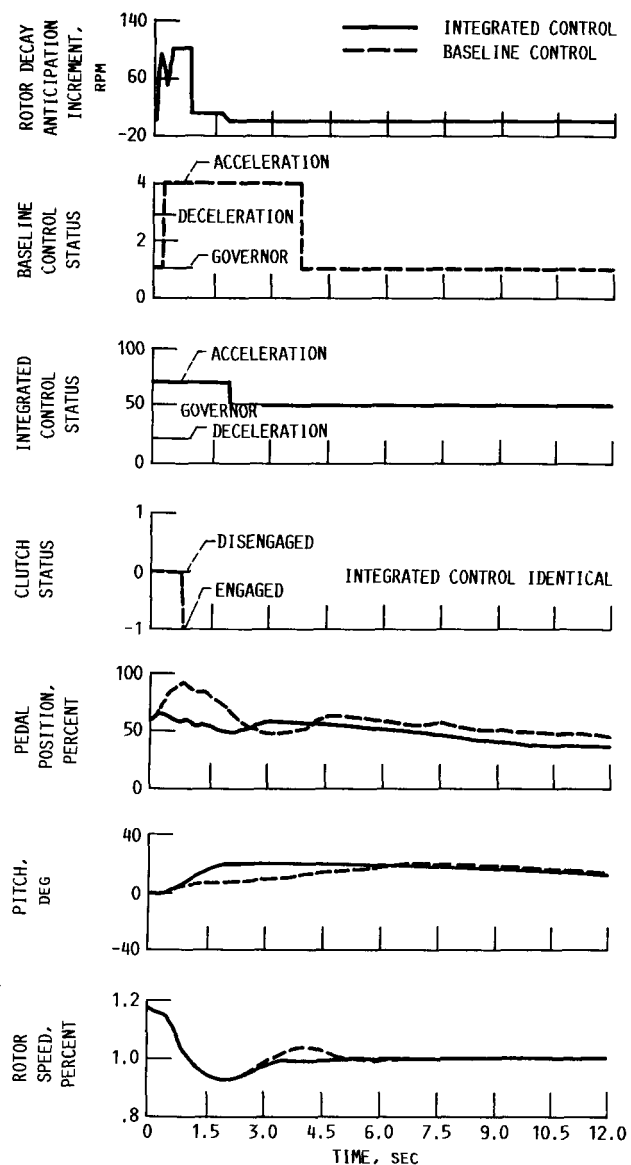 INTEGRATED CONTROL
BASELINE CONTROL
ROTOR DECAY
ANTICIPATION
INCREMENT,
RPM
140
60
-20
BASELINE
CONTROL
STATUS
4
2
0
ACCELERATION
DECELERATION
GOVERNOR
INTEGRATED
CONTROL
STATUS
100
50
0
ACCELERATION
GOVERNOR
DECELERATION
CLUTCH
STATUS
1
0
-1
DISENGAGED
ENGAGED
INTEGRATED CONTROL IDENTICAL
PEDAL
POSITION,
PERCENT
100
50
0
PITCH,
DEG
40
0
-40
ROTOR
SPEED,
PERCENT
1.2
1.0
.8
0 1.5 3.0 4.5 6.0 7.5 9.0 10.5 12.0
TIME, SEC